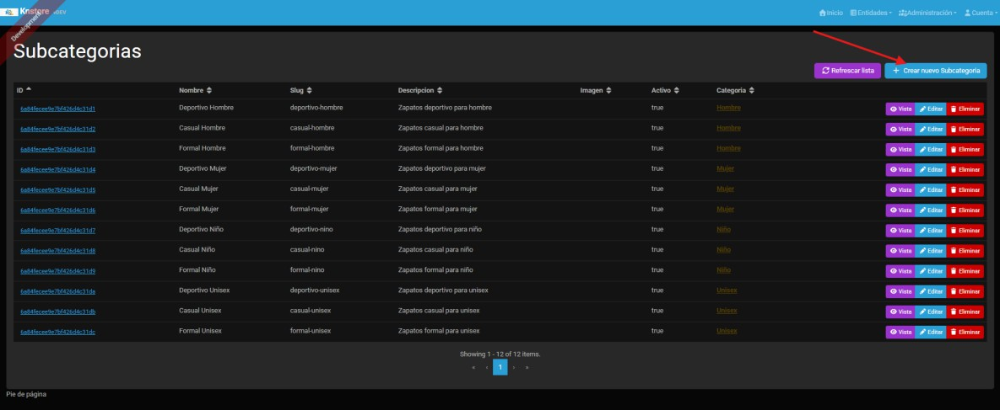 Knstore vDEV
Inicio Entidades Administración Cuenta
Development
Subcategorias
Refrescar lista + Crear nuevo Subcategoria
ID Nombre Slug Descripcion Imagen Activo Categoria
6a84fecee9e7bf426d4c31d1 Deportivo Hombre deportivo-hombre Zapatos deportivo para hombre true Hombre Vista Editar Eliminar
6a84fecee9e7bf426d4c31d2 Casual Hombre casual-hombre Zapatos casual para hombre true Hombre Vista Editar Eliminar
6a84fecee9e7bf426d4c31d3 Formal Hombre formal-hombre Zapatos formal para hombre true Hombre Vista Editar Eliminar
6a84fecee9e7bf426d4c31d4 Deportivo Mujer deportivo-mujer Zapatos deportivo para mujer true Mujer Vista Editar Eliminar
6a84fecee9e7bf426d4c31d5 Casual Mujer casual-mujer Zapatos casual para mujer true Mujer Vista Editar Eliminar
6a84fecee9e7bf426d4c31d6 Formal Mujer formal-mujer Zapatos formal para mujer true Mujer Vista Editar Eliminar
6a84fecee9e7bf426d4c31d7 Deportivo Niño deportivo-nino Zapatos deportivo para niño true Niño Vista Editar Eliminar
6a84fecee9e7bf426d4c31d8 Casual Niño casual-nino Zapatos casual para niño true Niño Vista Editar Eliminar
6a84fecee9e7bf426d4c31d9 Formal Niño formal-nino Zapatos formal para niño true Niño Vista Editar Eliminar
6a84fecee9e7bf426d4c31da Deportivo Unisex deportivo-unisex Zapatos deportivo para unisex true Unisex Vista Editar Eliminar
6a84fecee9e7bf426d4c31db Casual Unisex casual-unisex Zapatos casual para unisex true Unisex Vista Editar Eliminar
6a84fecee9e7bf426d4c31dc Formal Unisex formal-unisex Zapatos formal para unisex true Unisex Vista Editar Eliminar
Showing 1 - 12 of 12 items.
« ‹ 1 › »
Pie de página